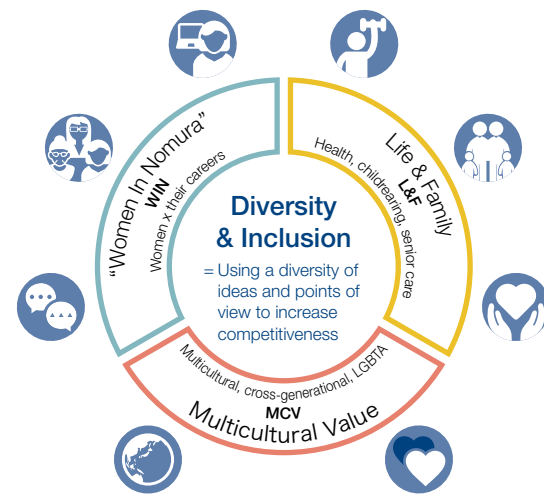 “Women In Nomura”
WIN
Women x their careers
Life & Family
L&F
Health, childrearing, senior care
Diversity
& Inclusion
= Using a diversity of
ideas and points of
view to increase
competitiveness
Multicultural, cross-generational, LGBTA
MCV
Multicultural Value